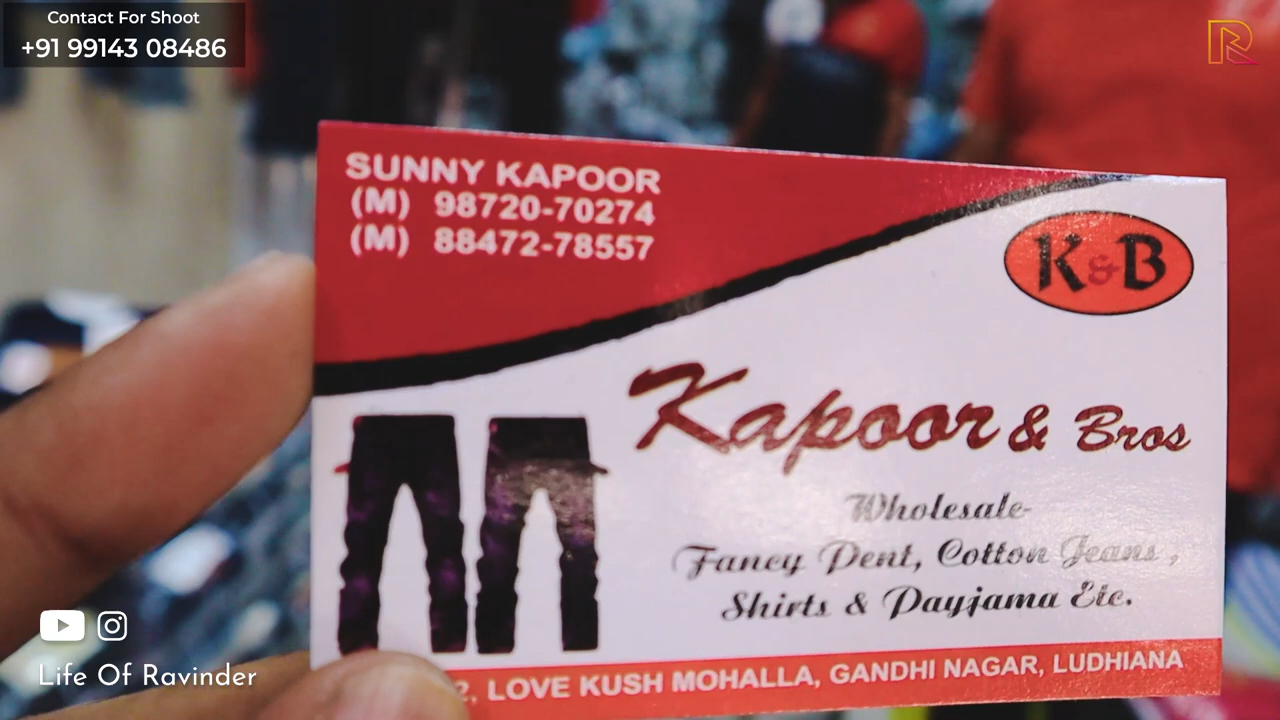 Contact For Shoot
+91 99143 08486
R
SUNNY KAPOOR
(M) 98720-70274
(M) 88472-78557
K&B
Kapoor & Bros
Wholesale-
Fancy Pent, Cotton Jeans,
Shirts & Payjama Etc.
2, LOVE KUSH MOHALLA, GANDHI NAGAR, LUDHIANA
Life Of Ravinder